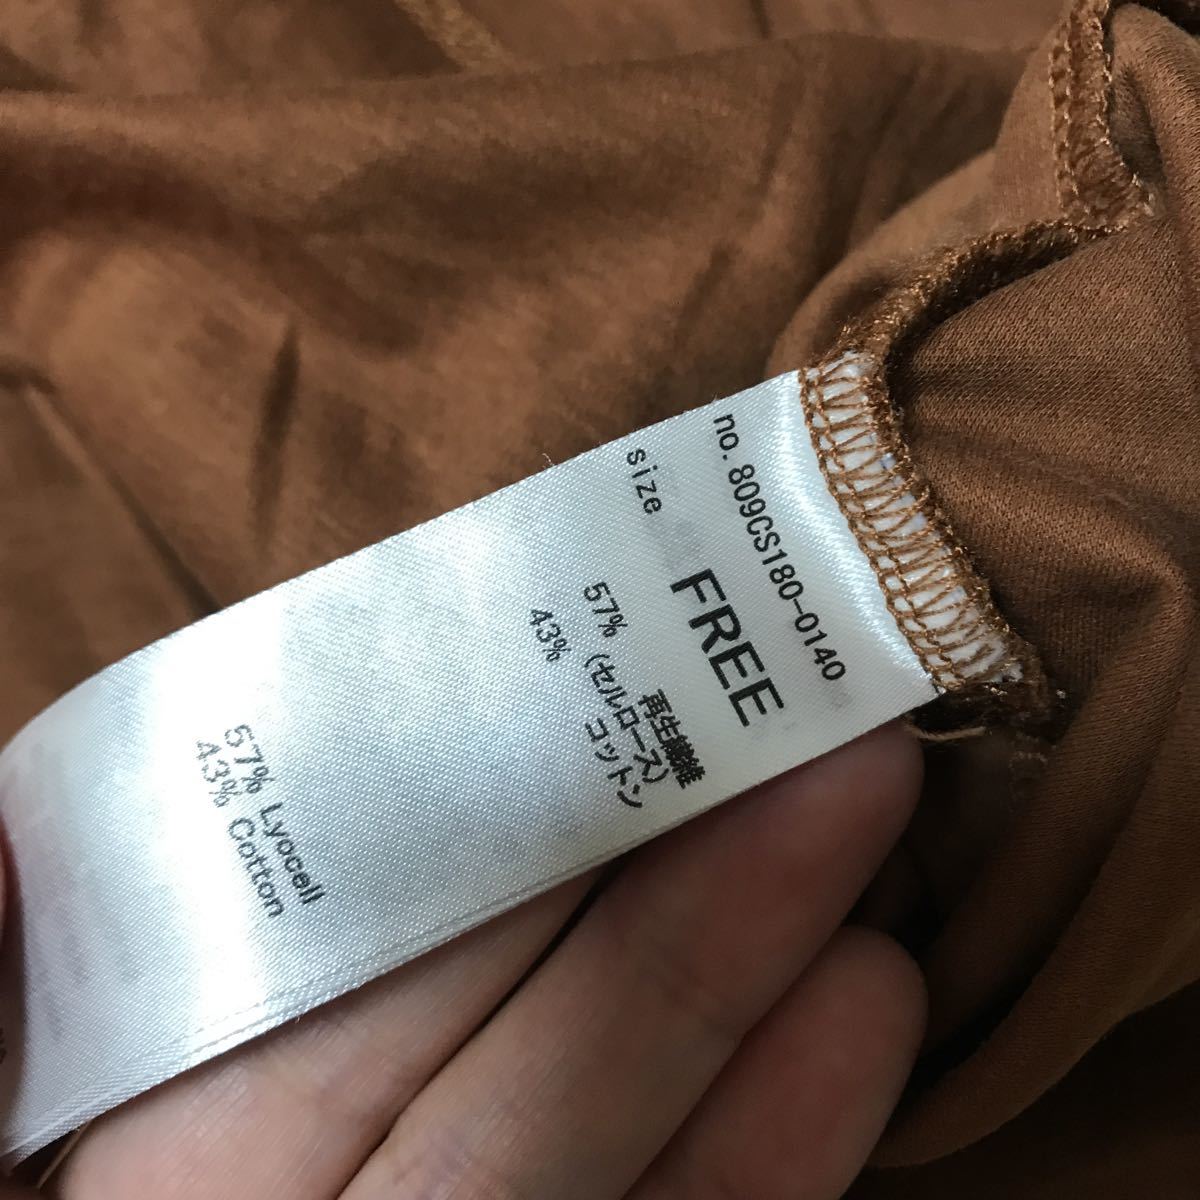 no. 809CS180-0140
size FREE
再生繊維
57% (セルロース)
43% コットン
57% Lyocell
43% Cotton